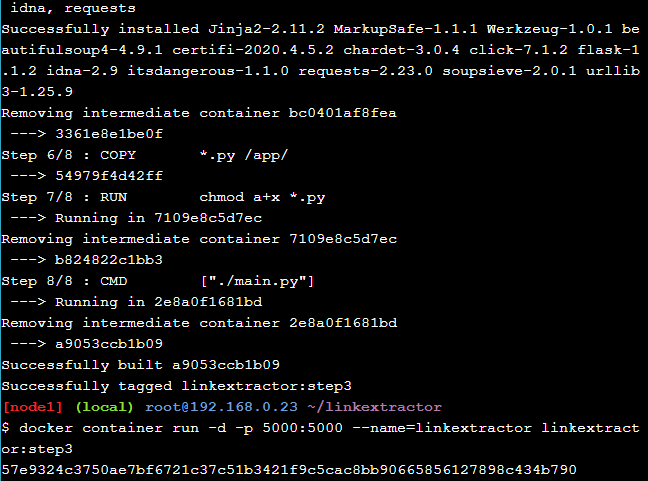 idna, requests
Successfully installed Jinja2-2.11.2 MarkupSafe-1.1.1 Werkzeug-1.0.1 be
autifulsoup4-4.9.1 certifi-2020.4.5.2 chardet-3.0.4 click-7.1.2 flask-1
.1.2 idna-2.9 itsdangerous-1.1.0 requests-2.23.0 soupsieve-2.0.1 urllib
3-1.25.9
Removing intermediate container bc0401af8fea
 ---> 3361e8e1be0f
Step 6/8 : COPY       *.py /app/
 ---> 54979f4d42ff
Step 7/8 : RUN        chmod a+x *.py
 ---> Running in 7109e8c5d7ec
Removing intermediate container 7109e8c5d7ec
 ---> b824822c1bb3
Step 8/8 : CMD        ["./main.py"]
 ---> Running in 2e8a0f1681bd
Removing intermediate container 2e8a0f1681bd
 ---> a9053ccb1b09
Successfully built a9053ccb1b09
Successfully tagged linkextractor:step3
[node1] (local) root@192.168.0.23 ~/linkextractor
$ docker container run -d -p 5000:5000 --name=linkextractor linkextract
or:step3
57e9324c3750ae7bf6721c37c51b3421f9c5cac8bb90665856127898c434b790